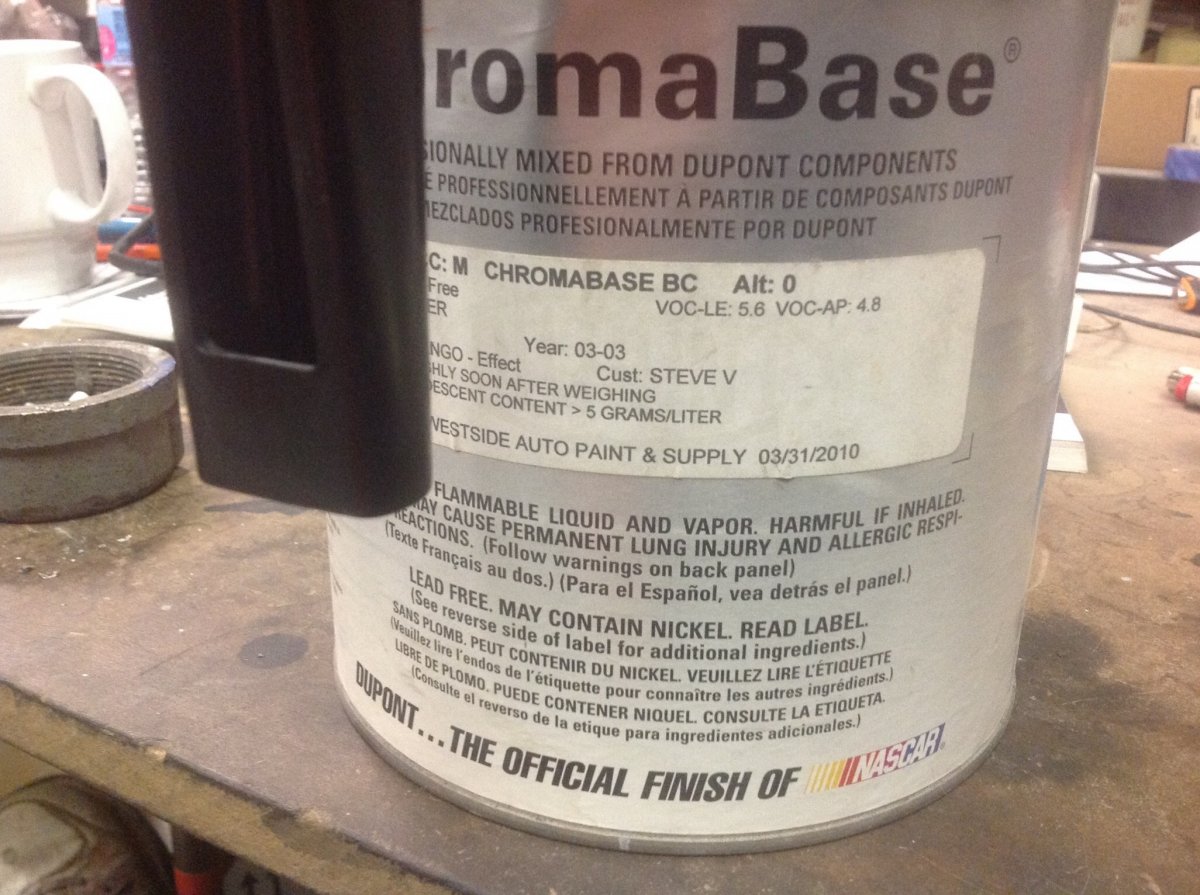 romaBase®
SIONALLY MIXED FROM DUPONT COMPONENTS
E PROFESSIONNELLEMENT À PARTIR DE COMPOSANTS DUPONT
MEZCLADOS PROFESIONALMENTE POR DUPONT
C: M CHROMABASE BC Alt: 0
Free VOC-LE: 5.6 VOC-AP: 4.8
ER
Year: 03-03
NGO - Effect Cust: STEVE V
GHLY SOON AFTER WEIGHING
DESCENT CONTENT > 5 GRAMS/LITER
WESTSIDE AUTO PAINT & SUPPLY 03/31/2010
FLAMMABLE LIQUID AND VAPOR. HARMFUL IF INHALED.
MAY CAUSE PERMANENT LUNG INJURY AND ALLERGIC RESPI-
REACTIONS. (Follow warnings on back panel)
(Texte Français au dos.) (Para el Español, vea detrás el panel.)
LEAD FREE. MAY CONTAIN NICKEL. READ LABEL.
(See reverse side of label for additional ingredients.)
SANS PLOMB. PEUT CONTENIR DU NICKEL. VEUILLEZ LIRE L'ÉTIQUETTE
(Veuillez lire l'endos de l'étiquette pour connaître les autres ingrédients.)
LIBRE DE PLOMO. PUEDE CONTENER NIQUEL. CONSULTE LA ETIQUETA.
(Consulte el reverso de la etique para ingredientes adicionales.)
DUPONT...THE OFFICIAL FINISH OF NASCAR